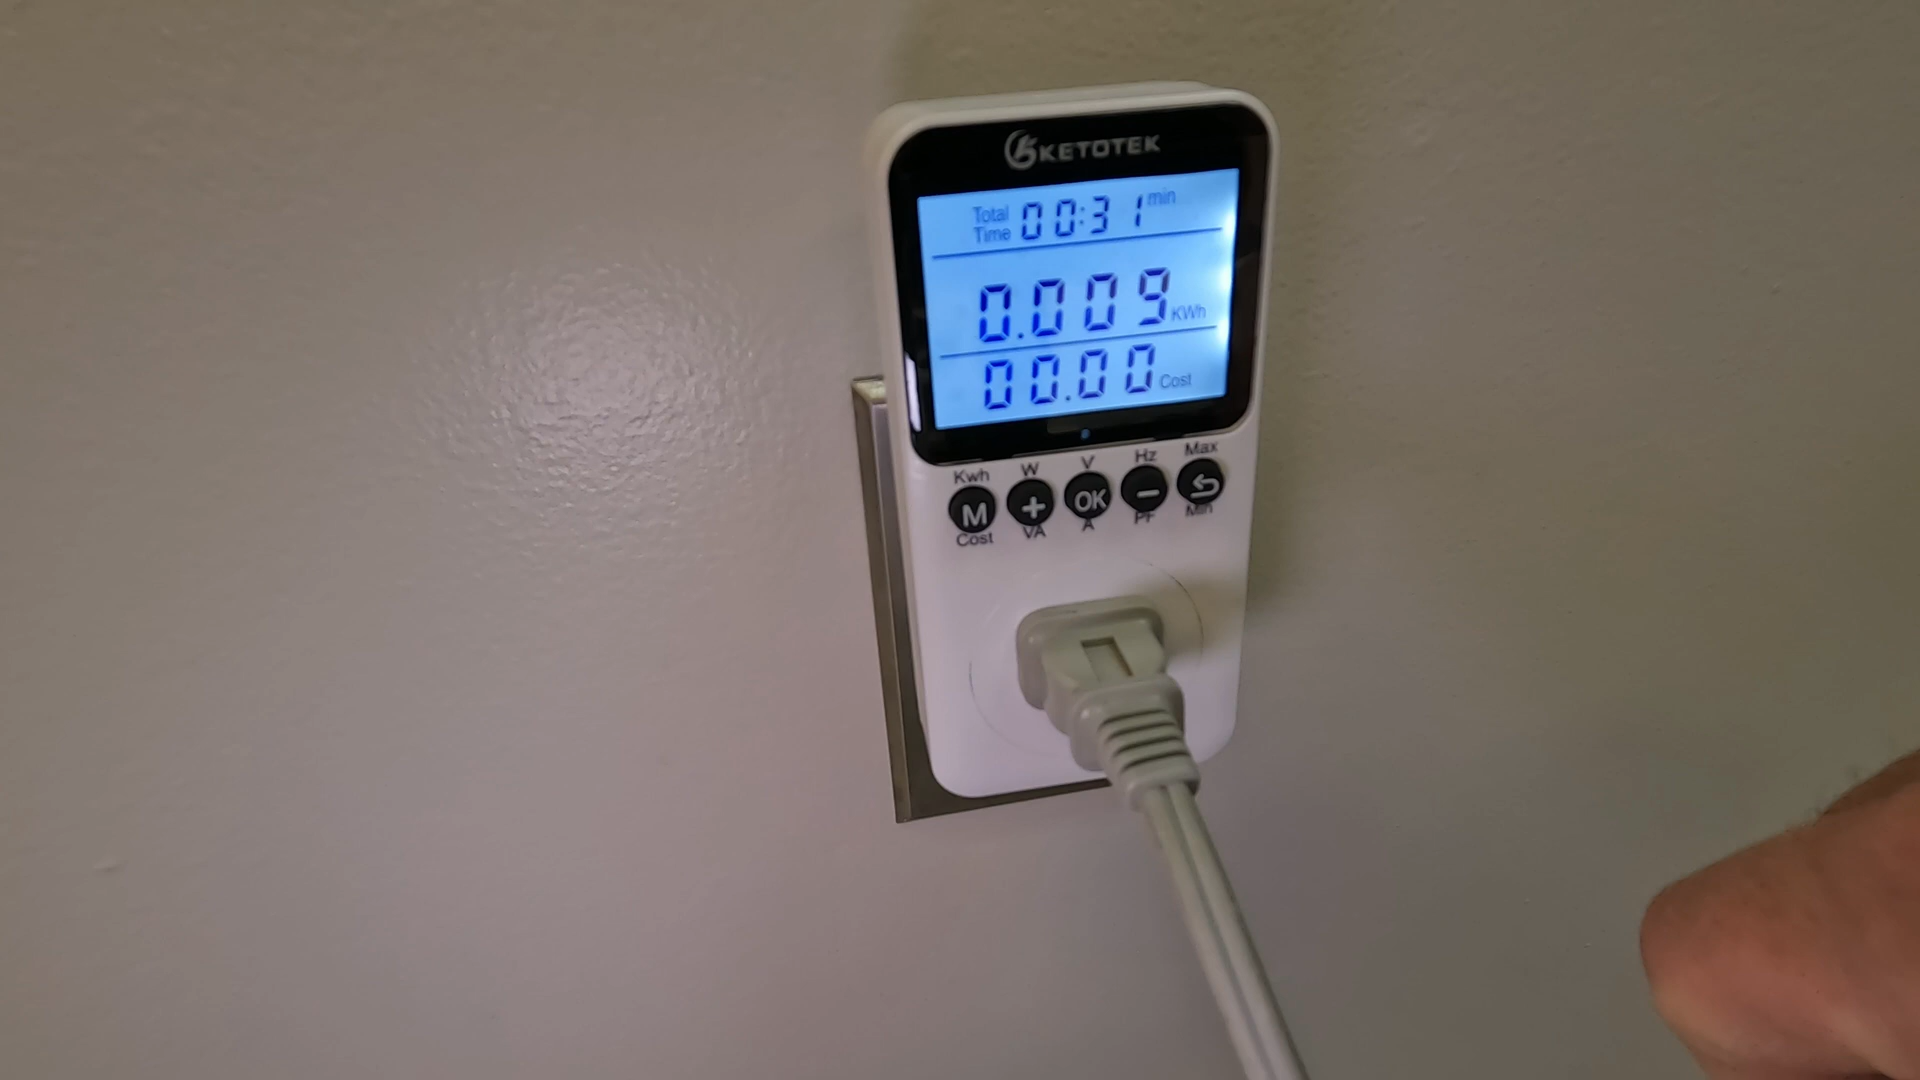 KETOTEK
Total Time 00:31 min
0.009 KWh
00.00 Cost
Kwh W V Hz Max
M + OK −
Cost VA A PF Min